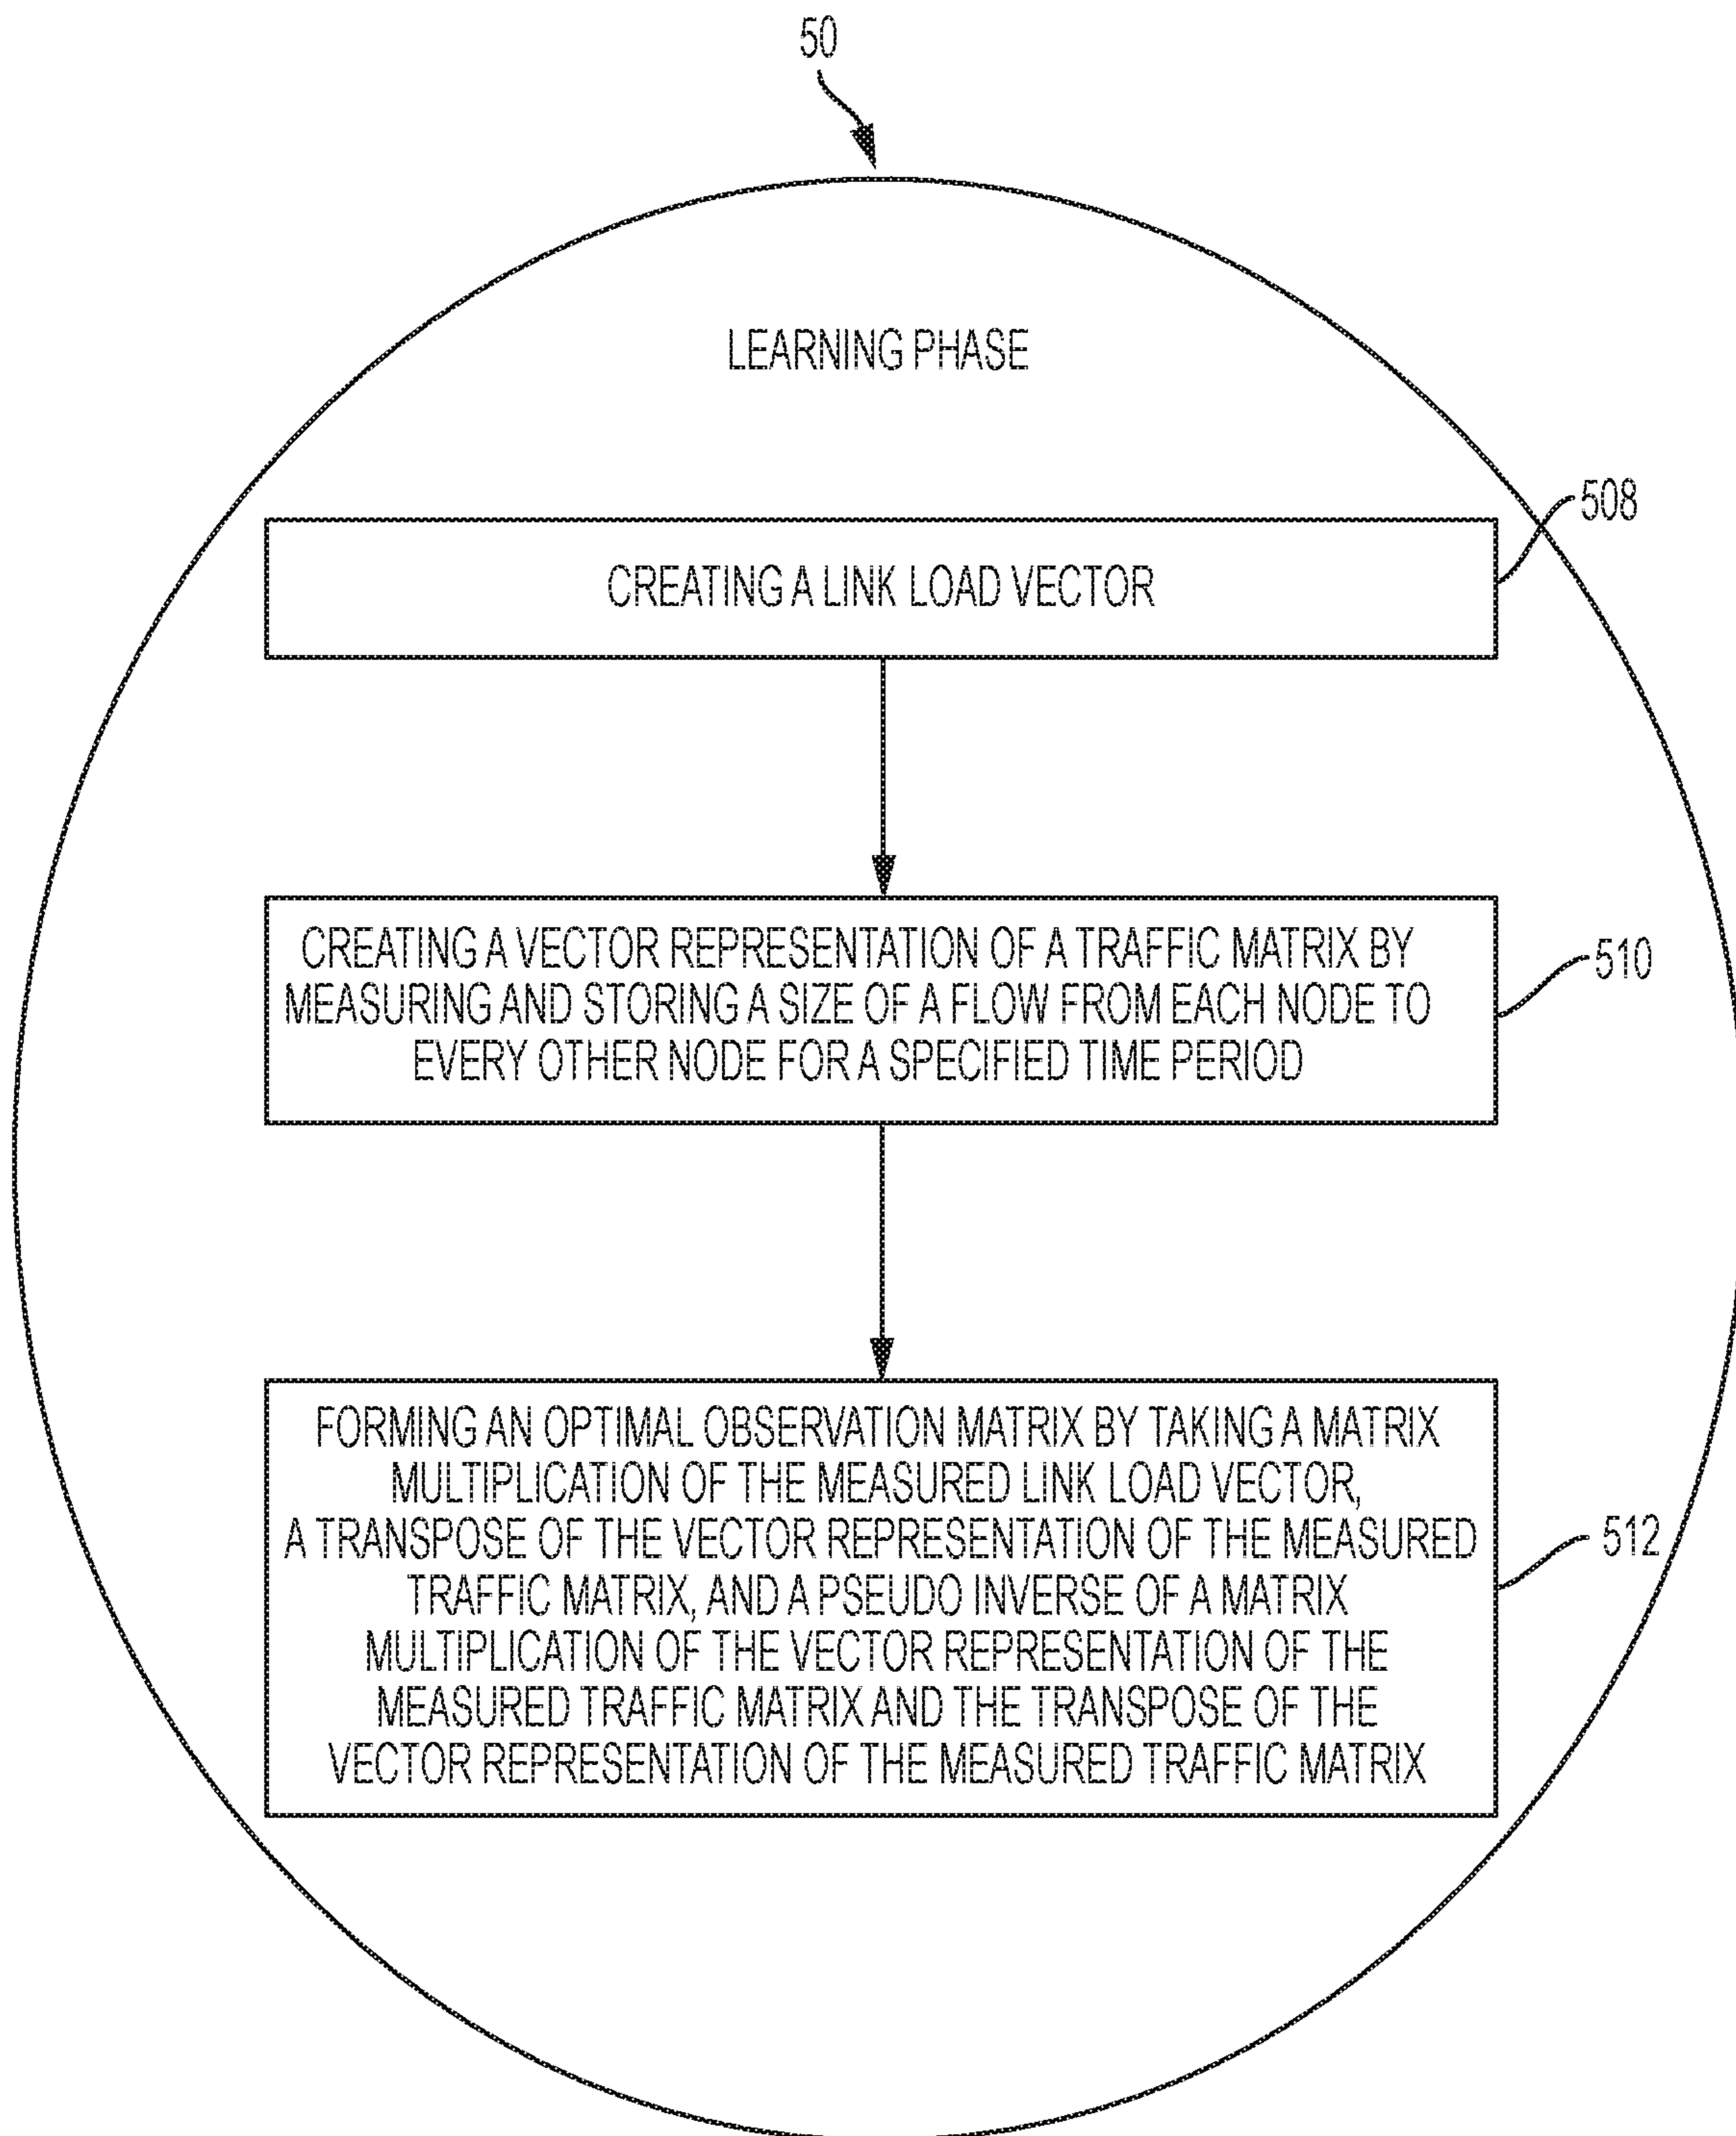 50
LEARNING PHASE
508
CREATING A LINK LOAD VECTOR
510
CREATING A VECTOR REPRESENTATION OF A TRAFFIC MATRIX BY
MEASURING AND STORING A SIZE OF A FLOW FROM EACH NODE TO
EVERY OTHER NODE FOR A SPECIFIED TIME PERIOD
FORMING AN OPTIMAL OBSERVATION MATRIX BY TAKING A MATRIX
MULTIPLICATION OF THE MEASURED LINK LOAD VECTOR,
A TRANSPOSE OF THE VECTOR REPRESENTATION OF THE MEASURED
512
TRAFFIC MATRIX, AND A PSEUDO INVERSE OF A MATRIX
MULTIPLICATION OF THE VECTOR REPRESENTATION OF THE
MEASURED TRAFFIC MATRIX AND THE TRANSPOSE OF THE
VECTOR REPRESENTATION OF THE MEASURED TRAFFIC MATRIX